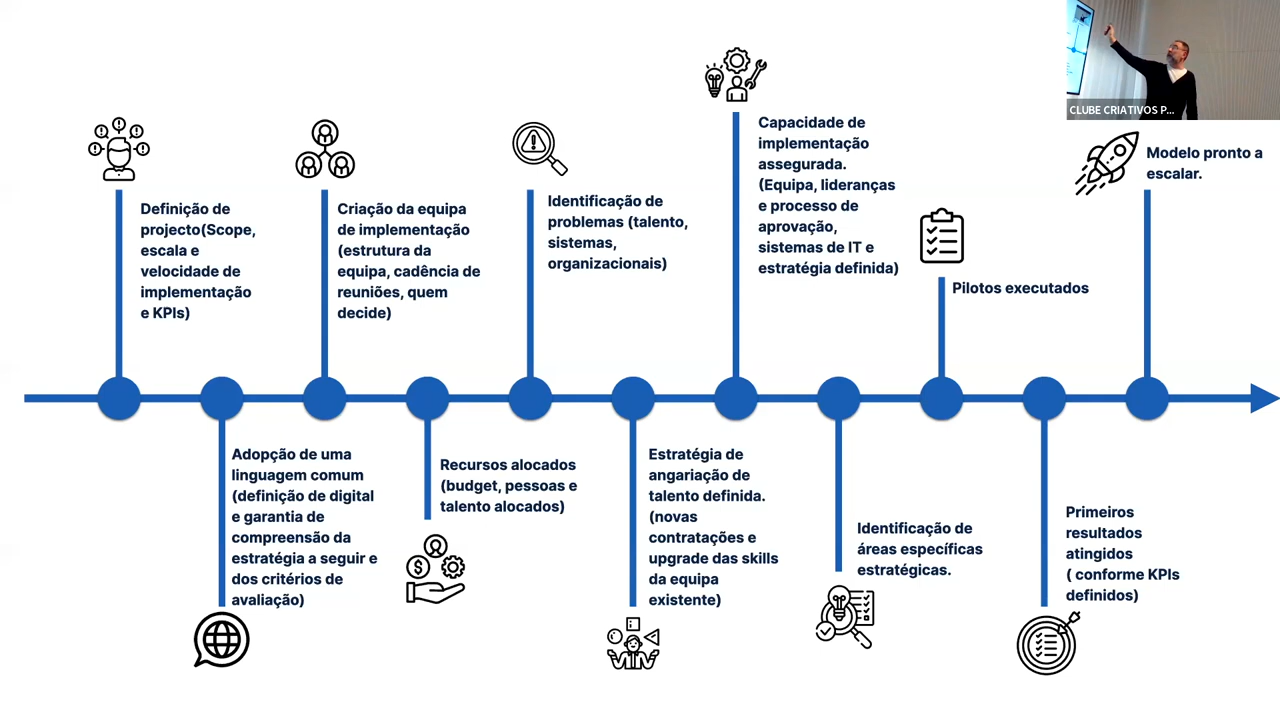 CLUBE CRIATIVOS P...
Definição de
projecto(Scope,
escala e
velocidade de
implementação
e KPIs)
Adopção de uma
linguagem comum
(definição de digital
e garantia de
compreensão da
estratégia a seguir e
dos critérios de
avaliação)
Criação da equipa
de implementação
(estrutura da
equipa, cadência de
reuniões, quem
decide)
Recursos alocados
(budget, pessoas e
talento alocados)
Identificação de
problemas (talento,
sistemas,
organizacionais)
Estratégia de
angariação de
talento definida.
(novas
contratações e
upgrade das skills
da equipa
existente)
Capacidade de
implementação
assegurada.
(Equipa, lideranças
e processo de
aprovação,
sistemas de IT e
estratégia definida)
Identificação de
áreas específicas
estratégicas.
Pilotos executados
Primeiros
resultados
atingidos
( conforme KPIs
definidos)
Modelo pronto a
escalar.